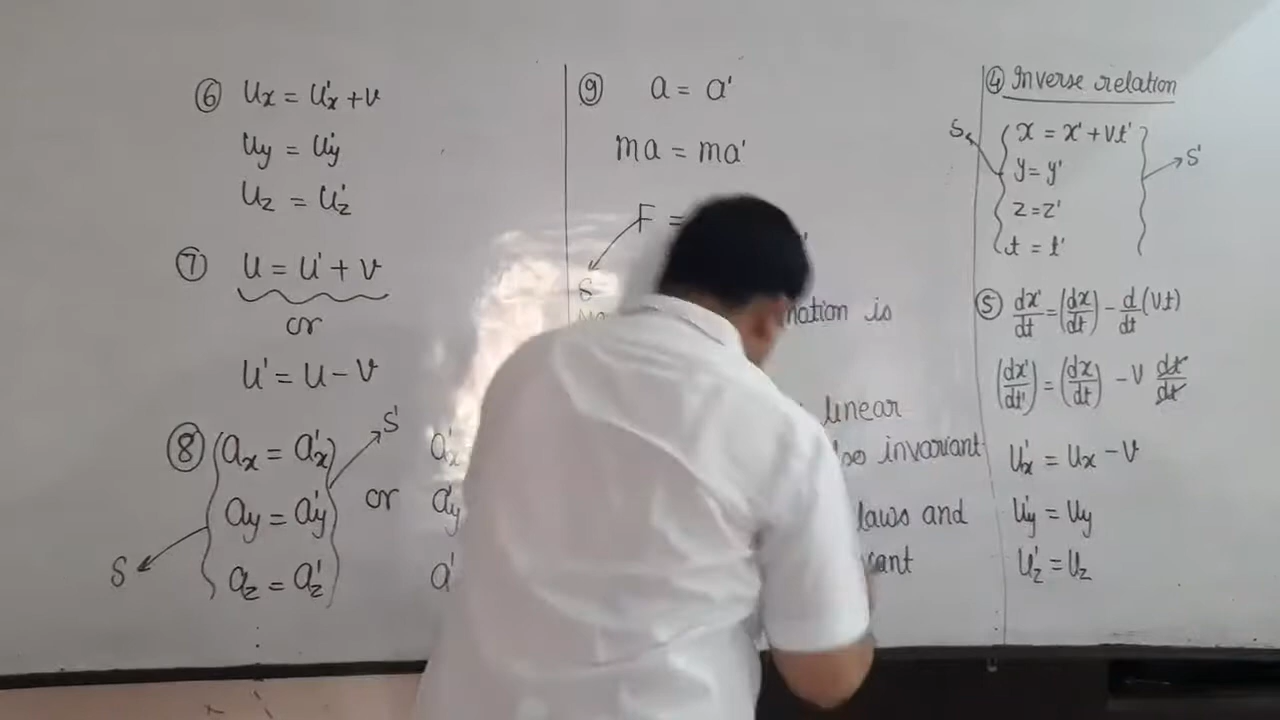 ⑥ Ux = U'x + v
Uy = U'y
Uz = U'z
⑦ U = U' + v
or
U' = U - v
⑧ ax = a'x
S'
ay = a'y
or
S
az = a'z
a'x
a'y
a'
⑨ a = a'
ma = ma'
F =
S
mation is
linear
invariant
laws and
④ Inverse relation
S
x = x' + vt'
S'
y = y'
z = z'
t = t'
⑤ dx'/dt = (dx/dt) - d/dt (vt)
(dx'/dt') = (dx/dt) - v dt/dt
U'x = Ux - v
U'y = Uy
U'z = Uz